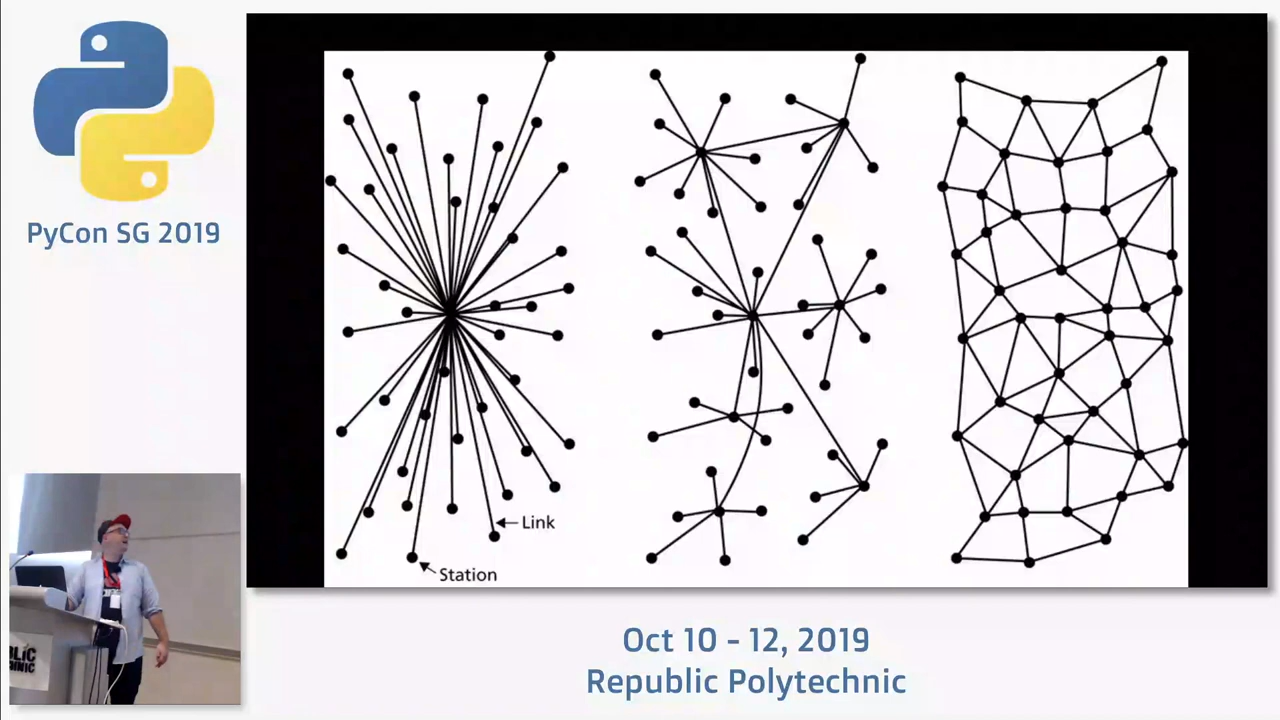 PyCon SG 2019
Link
Station
Oct 10 - 12, 2019
Republic Polytechnic